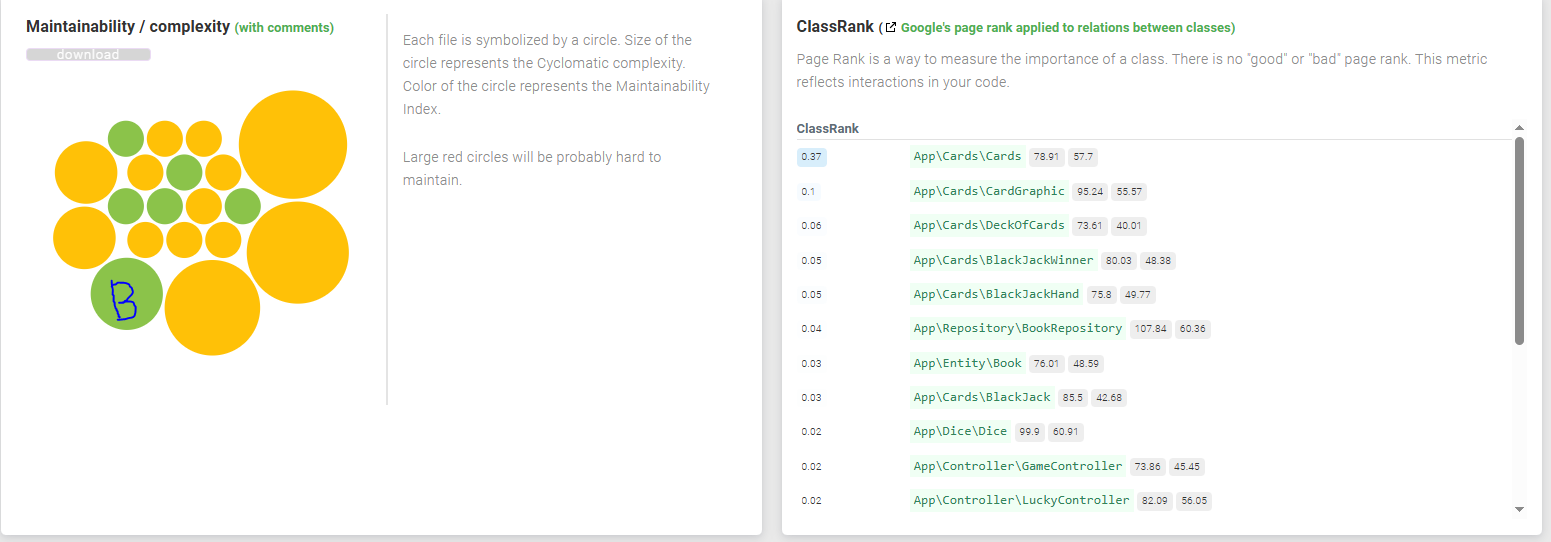 Maintainability / complexity (with comments)
download
Each file is symbolized by a circle. Size of the
circle represents the Cyclomatic complexity.
Color of the circle represents the Maintainability
Index.
Large red circles will be probably hard to
maintain.
B
ClassRank ( Google's page rank applied to relations between classes)
Page Rank is a way to measure the importance of a class. There is no "good" or "bad" page rank. This metric
reflects interactions in your code.
ClassRank
0.37 App\Cards\Cards 78.91 57.7
0.1 App\Cards\CardGraphic 95.24 55.57
0.06 App\Cards\DeckOfCards 73.61 40.01
0.05 App\Cards\BlackJackWinner 80.03 48.38
0.05 App\Cards\BlackJackHand 75.8 49.77
0.04 App\Repository\BookRepository 107.84 60.36
0.03 App\Entity\Book 76.01 48.59
0.03 App\Cards\BlackJack 85.5 42.68
0.02 App\Dice\Dice 99.9 60.91
0.02 App\Controller\GameController 73.86 45.45
0.02 App\Controller\LuckyController 82.09 56.05